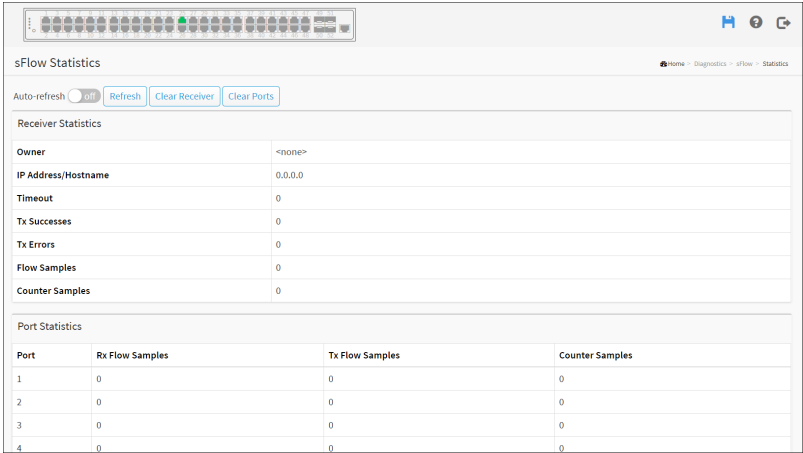 sFlow Statistics
Home > Diagnostics > sFlow > Statistics
Auto-refresh off Refresh Clear Receiver Clear Ports
Receiver Statistics
Owner <none>
IP Address/Hostname 0.0.0.0
Timeout 0
Tx Successes 0
Tx Errors 0
Flow Samples 0
Counter Samples 0
Port Statistics
Port Rx Flow Samples Tx Flow Samples Counter Samples
1 0 0 0
2 0 0 0
3 0 0 0
4 0 0 0